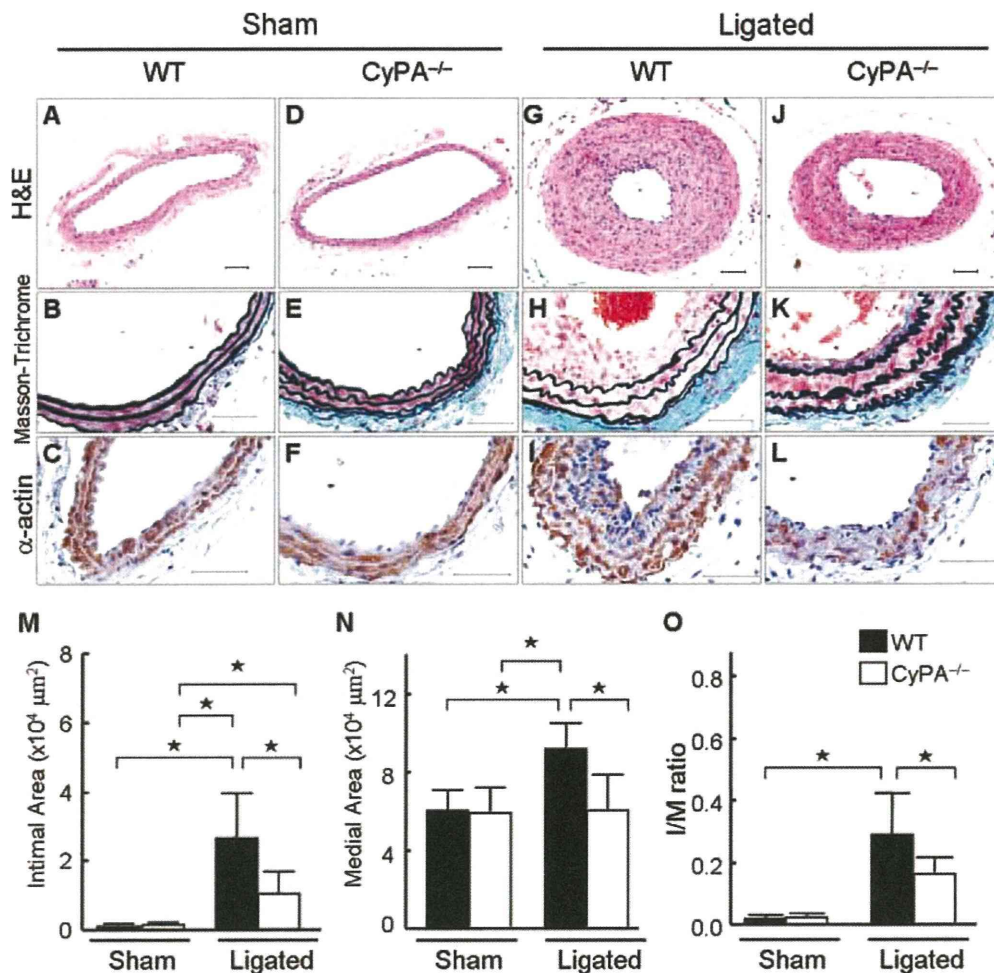 Sham Ligated
WT CyPA–/– WT CyPA–/–
H&E
A D G J
Masson-Trichrome
B E H K
α-actin
C F I L
M N O
WT
CyPA–/–
Intimal Area (x10⁴ μm²)
8
6
4
2
0
★ ★ ★ ★
Sham Ligated
Medial Area (x10⁴ μm²)
12
8
4
0
★ ★ ★
Sham Ligated
I/M ratio
0.8
0.6
0.4
0.2
0.0
★ ★
Sham Ligated